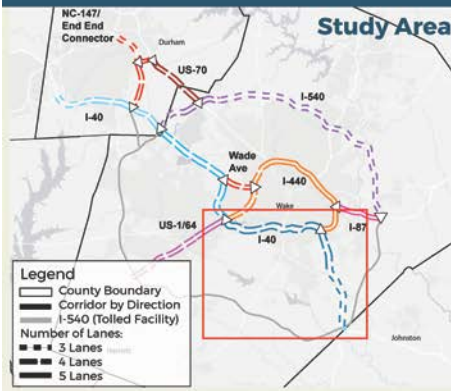 Study Area
NC-147/
End End
Connector
Durham
US-70
I-540
I-40
Wade
Ave
I-440
Wake
US-1/64
I-40
I-87
Johnston
Legend
County Boundary
Corridor by Direction
I-540 (Tolled Facility)
Number of Lanes:
3 Lanes
4 Lanes
5 Lanes